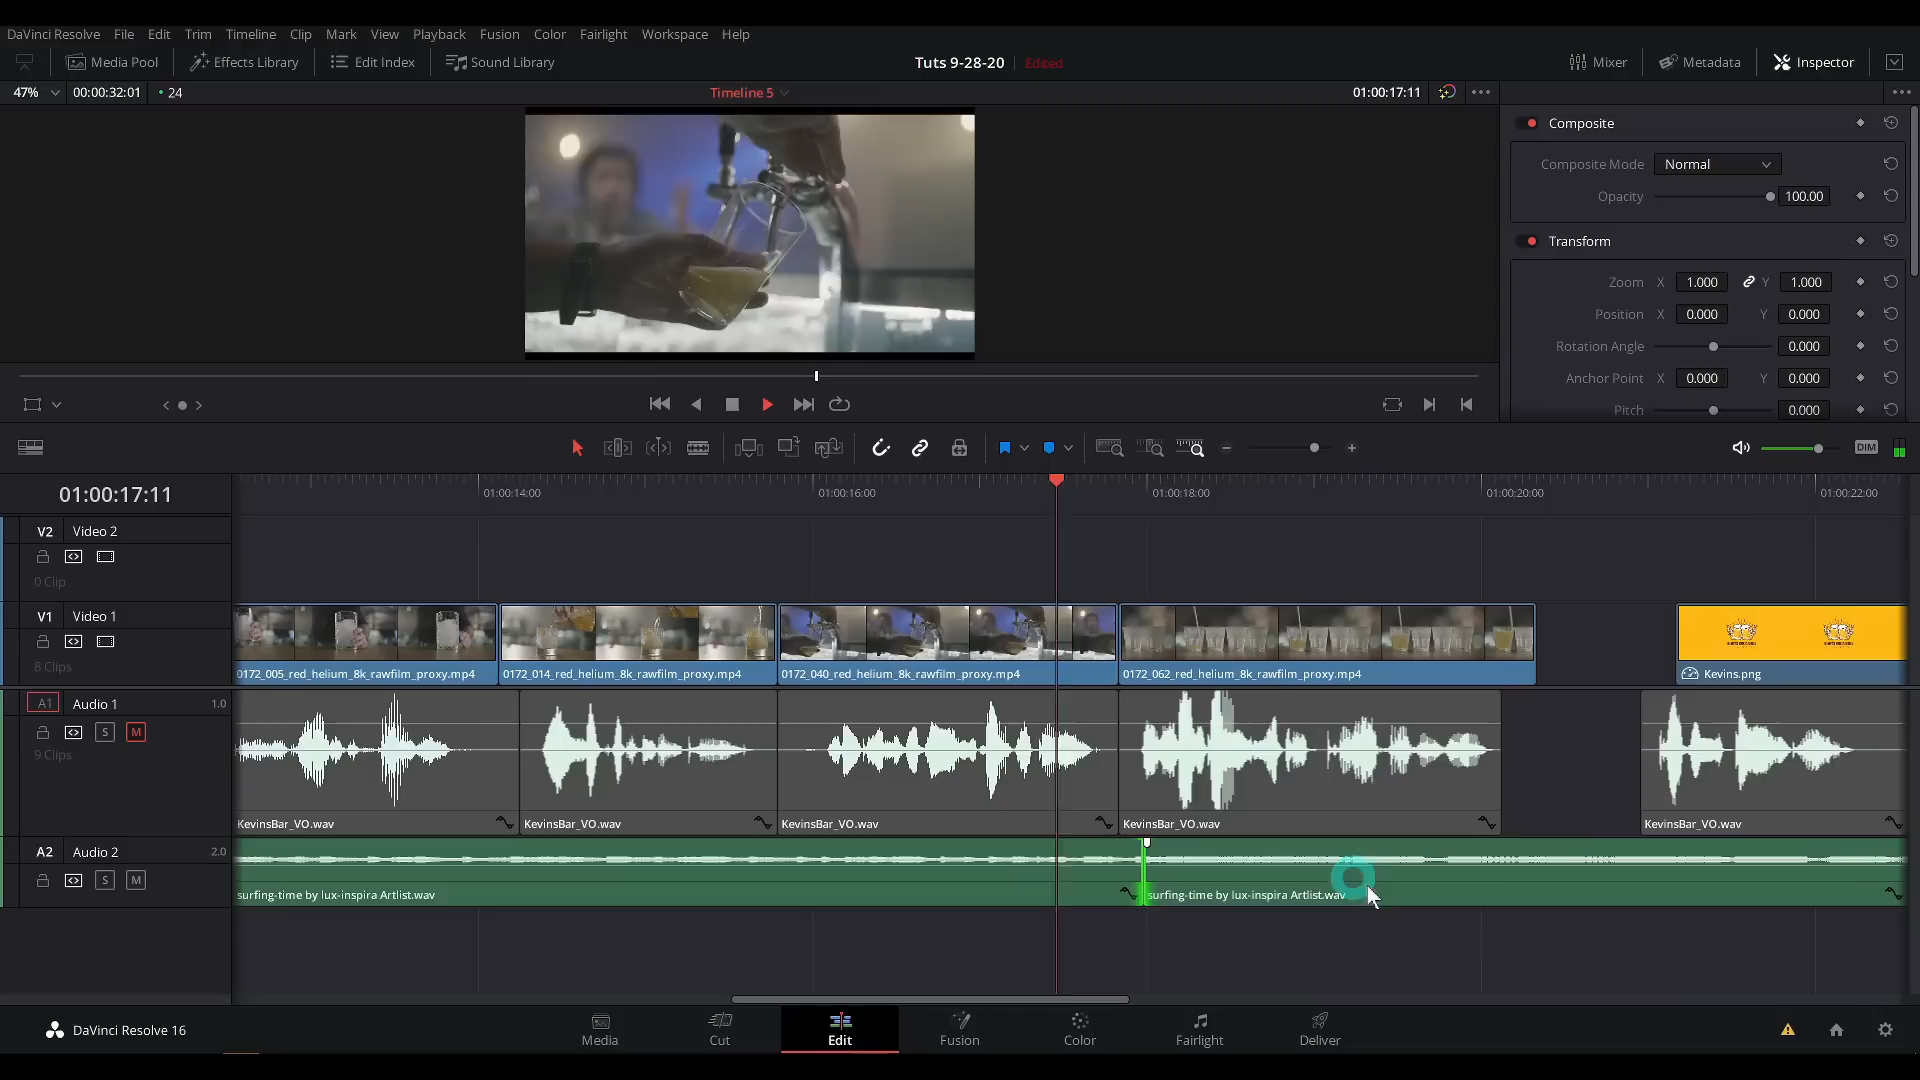 DaVinci Resolve File Edit Trim Timeline Clip Mark View Playback Fusion Color Fairlight Workspace Help
Media Pool Effects Library Edit Index Sound Library Tuts 9-28-20 Edited Mixer Metadata Inspector
47% 00:00:32:01 24 Timeline 5 01:00:17:11
Composite
Composite Mode Normal
Opacity 100.00
Transform
Zoom X 1.000 Y 1.000
Position X 0.000 Y 0.000
Rotation Angle 0.000
Anchor Point X 0.000 Y 0.000
Pitch 0.000
DIM
01:00:17:11 01:00:14:00 01:00:16:00 01:00:18:00 01:00:20:00 01:00:22:00
V2 Video 2
0 Clip
V1 Video 1
8 Clips
0172_005_red_helium_8k_rawfilm_proxy.mp4 0172_014_red_helium_8k_rawfilm_proxy.mp4 0172_040_red_helium_8k_rawfilm_proxy.mp4 0172_062_red_helium_8k_rawfilm_proxy.mp4 Kevins.png
A1 Audio 1 1.0
S M
9 Clips
KevinsBar_VO.wav KevinsBar_VO.wav KevinsBar_VO.wav KevinsBar_VO.wav KevinsBar_VO.wav
A2 Audio 2 2.0
S M
surfing-time by lux-inspira Artlist.wav surfing-time by lux-inspira Artlist.wav
DaVinci Resolve 16 Media Cut Edit Fusion Color Fairlight Deliver